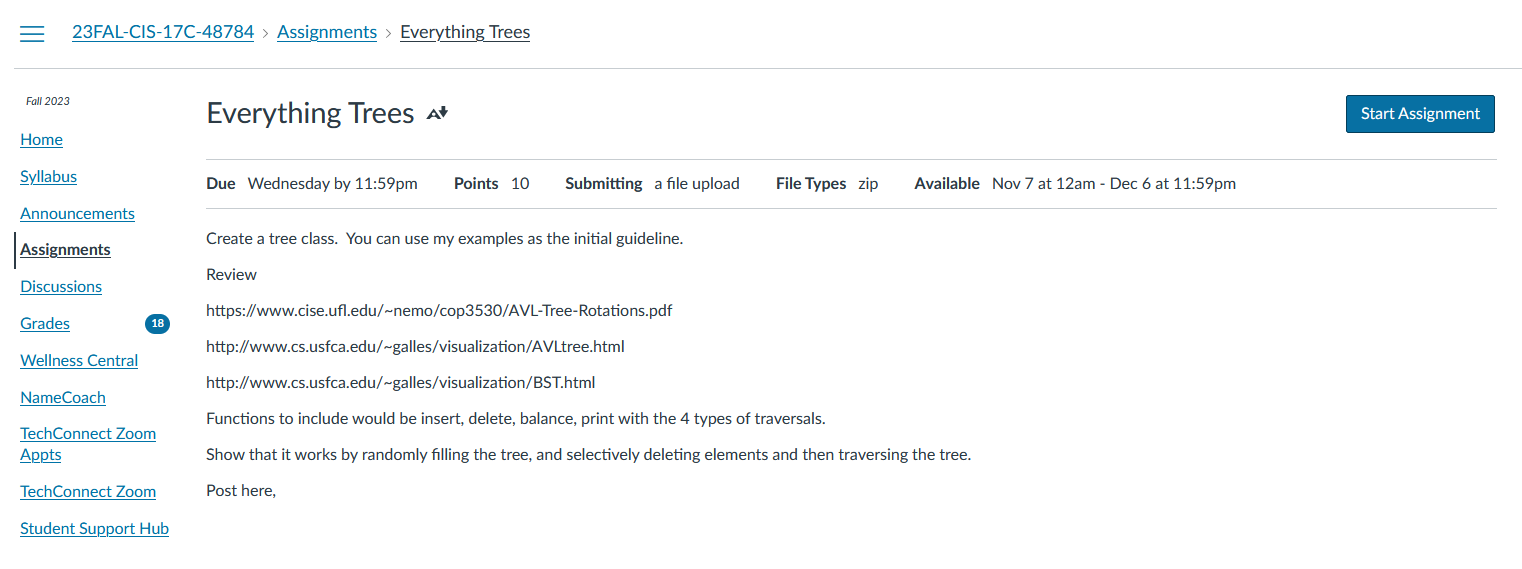 23FAL-CIS-17C-48784 > Assignments > Everything Trees
Fall 2023
Home
Syllabus
Announcements
Assignments
Discussions
Grades 18
Wellness Central
NameCoach
TechConnect Zoom
Appts
TechConnect Zoom
Student Support Hub
Everything Trees
Start Assignment
Due Wednesday by 11:59pm Points 10 Submitting a file upload File Types zip Available Nov 7 at 12am - Dec 6 at 11:59pm
Create a tree class.  You can use my examples as the initial guideline.
Review
https://www.cise.ufl.edu/~nemo/cop3530/AVL-Tree-Rotations.pdf
http://www.cs.usfca.edu/~galles/visualization/AVLtree.html
http://www.cs.usfca.edu/~galles/visualization/BST.html
Functions to include would be insert, delete, balance, print with the 4 types of traversals.
Show that it works by randomly filling the tree, and selectively deleting elements and then traversing the tree.
Post here,